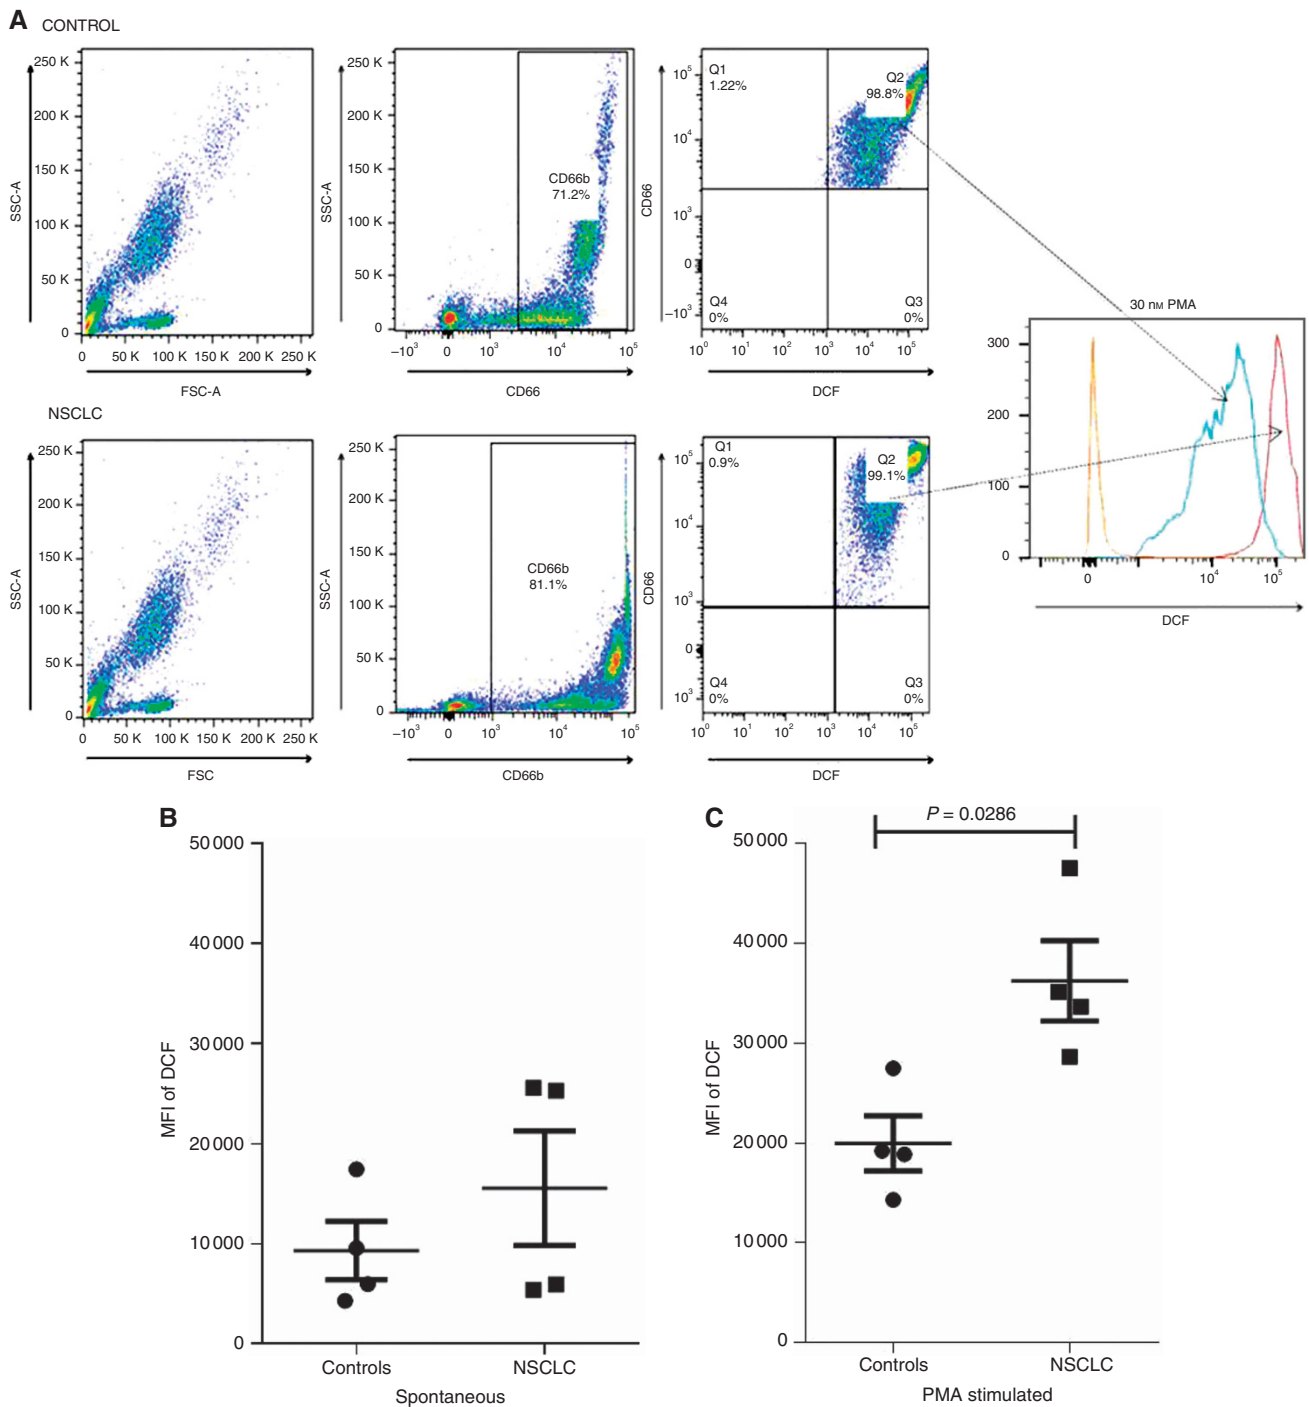 A
CONTROL
250 K
200 K
150 K
100 K
50 K
0
SSC-A
0 50 K 100 K 150 K 200 K 250 K
FSC-A
250 K
200 K
150 K
100 K
50 K
0
SSC-A
CD66b
71.2%
–10³ 0 10³ 10⁴ 10⁵
CD66
10⁵
10⁴
10³
0
–10³
CD66
Q1
1.22%
Q2
98.8%
Q4
0%
Q3
0%
10⁰ 10¹ 10² 10³ 10⁴ 10⁵
DCF
30 nM PMA
300
200
100
0
0 10⁴ 10⁵
DCF
NSCLC
250 K
200 K
150 K
100 K
50 K
0
SSC-A
0 50 K 100 K 150 K 200 K 250 K
FSC
250 K
200 K
150 K
100 K
50 K
0
SSC-A
CD66b
81.1%
–10³ 0 10³ 10⁴ 10⁵
CD66b
10⁵
10⁴
10³
0
10³
CD66
Q1
0.9%
Q2
99.1%
Q4
0%
Q3
0%
10⁰ 10¹ 10² 10³ 10⁴ 10⁵
DCF
B
50 000
40 000
30 000
20 000
10 000
0
MFI of DCF
Controls NSCLC
Spontaneous
C
P = 0.0286
50 000
40 000
30 000
20 000
10 000
0
MFI of DCF
Controls NSCLC
PMA stimulated